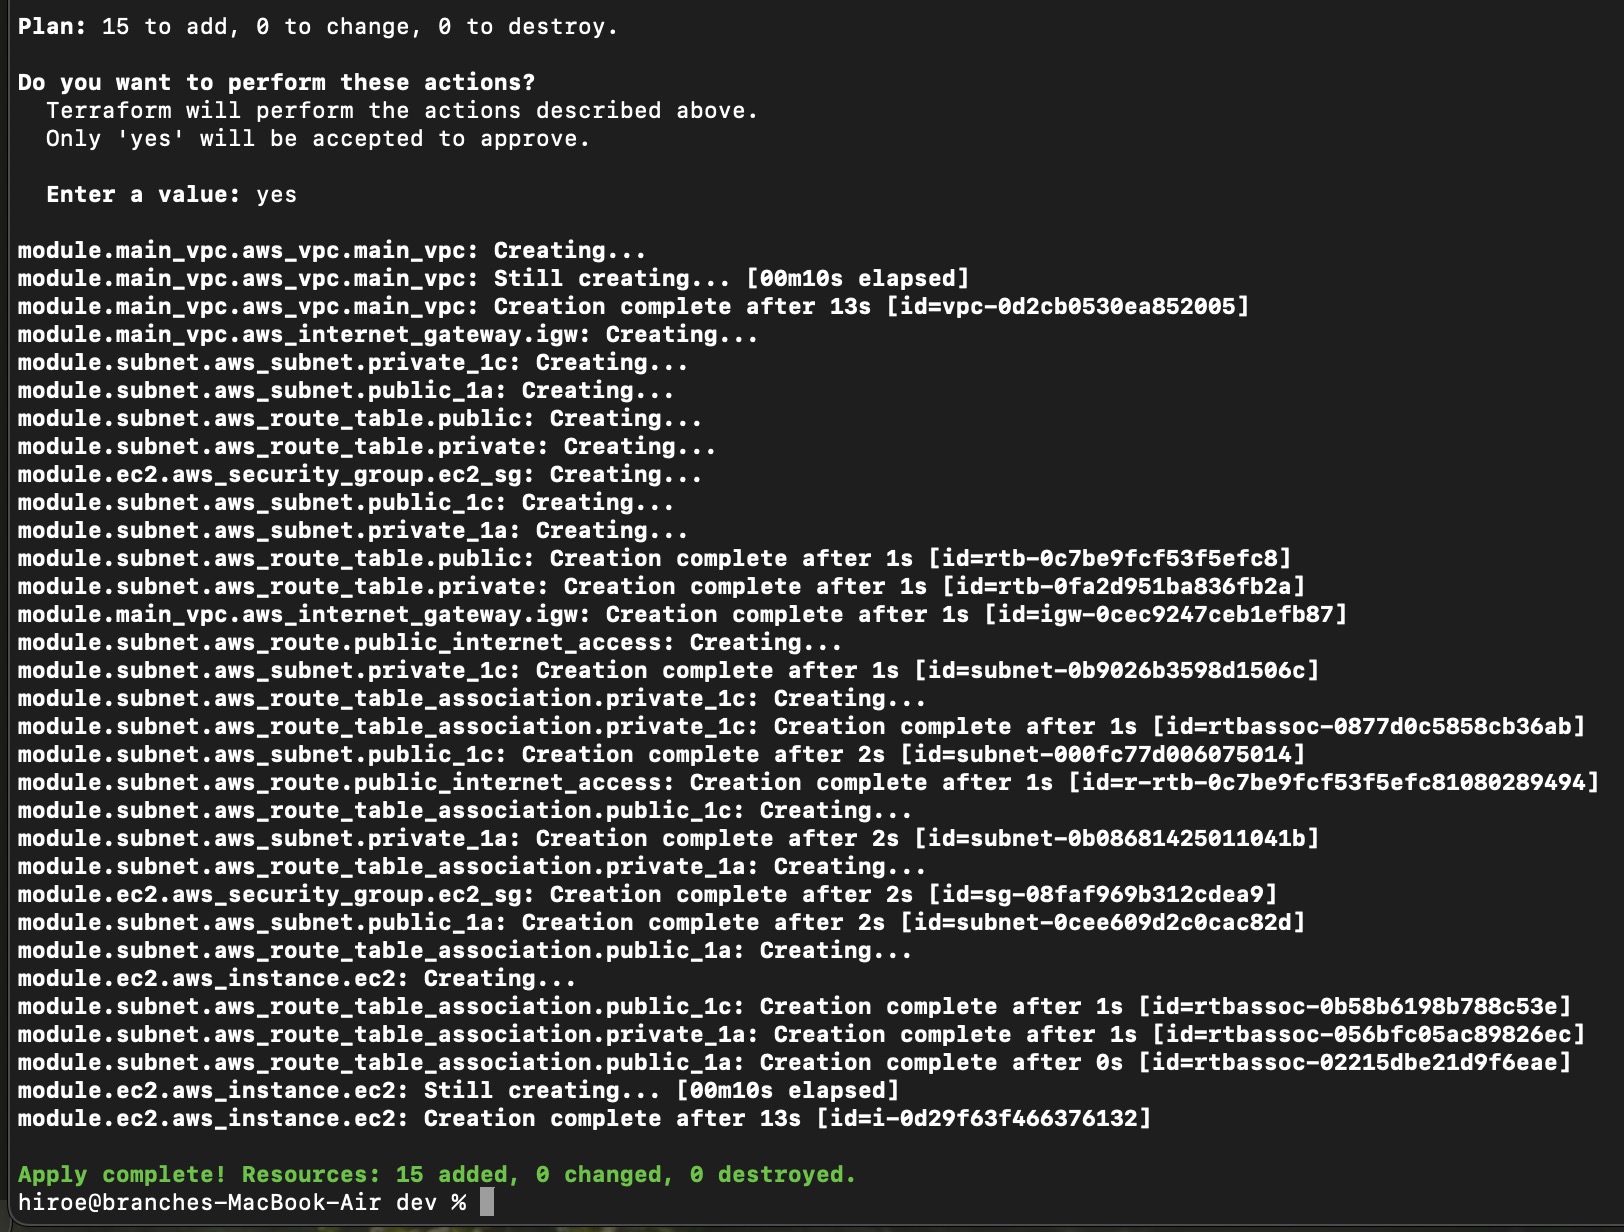 Plan: 15 to add, 0 to change, 0 to destroy.
Do you want to perform these actions?
Terraform will perform the actions described above.
Only 'yes' will be accepted to approve.
Enter a value: yes
module.main_vpc.aws_vpc.main_vpc: Creating...
module.main_vpc.aws_vpc.main_vpc: Still creating... [00m10s elapsed]
module.main_vpc.aws_vpc.main_vpc: Creation complete after 13s [id=vpc-0d2cb0530ea852005]
module.main_vpc.aws_internet_gateway.igw: Creating...
module.subnet.aws_subnet.private_1c: Creating...
module.subnet.aws_subnet.public_1a: Creating...
module.subnet.aws_route_table.public: Creating...
module.subnet.aws_route_table.private: Creating...
module.ec2.aws_security_group.ec2_sg: Creating...
module.subnet.aws_subnet.public_1c: Creating...
module.subnet.aws_subnet.private_1a: Creating...
module.subnet.aws_route_table.public: Creation complete after 1s [id=rtb-0c7be9fcf53f5efc8]
module.subnet.aws_route_table.private: Creation complete after 1s [id=rtb-0fa2d951ba836fb2a]
module.main_vpc.aws_internet_gateway.igw: Creation complete after 1s [id=igw-0cec9247ceb1efb87]
module.subnet.aws_route.public_internet_access: Creating...
module.subnet.aws_subnet.private_1c: Creation complete after 1s [id=subnet-0b9026b3598d1506c]
module.subnet.aws_route_table_association.private_1c: Creating...
module.subnet.aws_route_table_association.private_1c: Creation complete after 1s [id=rtbassoc-0877d0c5858cb36ab]
module.subnet.aws_subnet.public_1c: Creation complete after 2s [id=subnet-000fc77d006075014]
module.subnet.aws_route.public_internet_access: Creation complete after 1s [id=r-rtb-0c7be9fcf53f5efc81080289494]
module.subnet.aws_route_table_association.public_1c: Creating...
module.subnet.aws_subnet.private_1a: Creation complete after 2s [id=subnet-0b08681425011041b]
module.subnet.aws_route_table_association.private_1a: Creating...
module.ec2.aws_security_group.ec2_sg: Creation complete after 2s [id=sg-08faf969b312cdea9]
module.subnet.aws_subnet.public_1a: Creation complete after 2s [id=subnet-0cee609d2c0cac82d]
module.subnet.aws_route_table_association.public_1a: Creating...
module.ec2.aws_instance.ec2: Creating...
module.subnet.aws_route_table_association.public_1c: Creation complete after 1s [id=rtbassoc-0b58b6198b788c53e]
module.subnet.aws_route_table_association.private_1a: Creation complete after 1s [id=rtbassoc-056bfc05ac89826ec]
module.subnet.aws_route_table_association.public_1a: Creation complete after 0s [id=rtbassoc-02215dbe21d9f6eae]
module.ec2.aws_instance.ec2: Still creating... [00m10s elapsed]
module.ec2.aws_instance.ec2: Creation complete after 13s [id=i-0d29f63f466376132]
Apply complete! Resources: 15 added, 0 changed, 0 destroyed.
hiroe@branches-MacBook-Air dev %